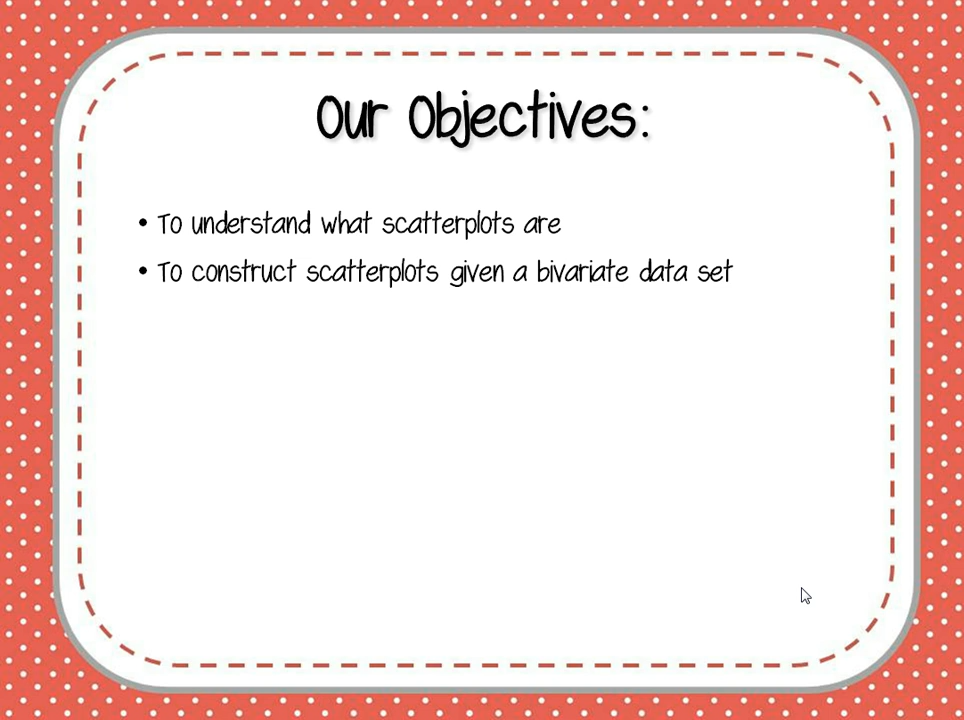 Our Objectives:
• To understand what scatterplots are
• To construct scatterplots given a bivariate data set